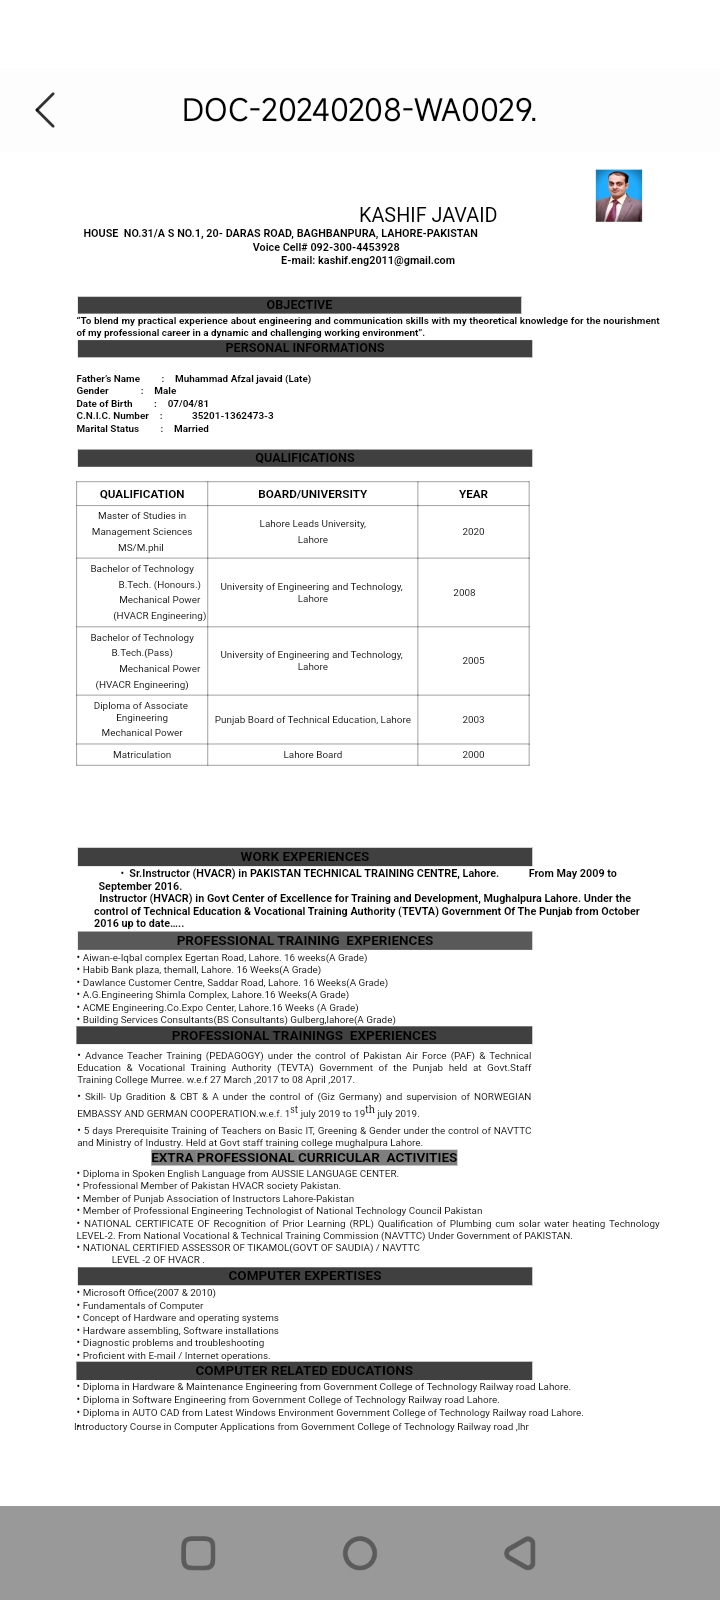 DOC-20240208-WA0029.
KASHIF JAVAID
HOUSE NO.31/A S NO.1, 20- DARAS ROAD, BAGHBANPURA, LAHORE-PAKISTAN
Voice Cell# 092-300-4453928
E-mail: kashif.eng2011@gmail.com
OBJECTIVE
“To blend my practical experience about engineering and communication skills with my theoretical knowledge for the nourishment
of my professional career in a dynamic and challenging working environment”.
PERSONAL INFORMATIONS
Father’s Name : Muhammad Afzal javaid (Late)
Gender : Male
Date of Birth : 07/04/81
C.N.I.C. Number : 35201-1362473-3
Marital Status : Married
QUALIFICATIONS
QUALIFICATION BOARD/UNIVERSITY YEAR
Master of Studies in
Management Sciences
MS/M.phil
Lahore Leads University,
Lahore
2020
Bachelor of Technology
B.Tech. (Honours.)
Mechanical Power
(HVACR Engineering)
University of Engineering and Technology,
Lahore
2008
Bachelor of Technology
B.Tech.(Pass)
Mechanical Power
(HVACR Engineering)
University of Engineering and Technology,
Lahore
2005
Diploma of Associate
Engineering
Mechanical Power
Punjab Board of Technical Education, Lahore
2003
Matriculation Lahore Board 2000
WORK EXPERIENCES
• Sr.Instructor (HVACR) in PAKISTAN TECHNICAL TRAINING CENTRE, Lahore. From May 2009 to
September 2016.
Instructor (HVACR) in Govt Center of Excellence for Training and Development, Mughalpura Lahore. Under the
control of Technical Education & Vocational Training Authority (TEVTA) Government Of The Punjab from October
2016 up to date…..
PROFESSIONAL TRAINING EXPERIENCES
• Aiwan-e-Iqbal complex Egertan Road, Lahore. 16 weeks(A Grade)
• Habib Bank plaza, themall, Lahore. 16 Weeks(A Grade)
• Dawlance Customer Centre, Saddar Road, Lahore. 16 Weeks(A Grade)
• A.G.Engineering Shimla Complex, Lahore.16 Weeks(A Grade)
• ACME Engineering.Co.Expo Center, Lahore.16 Weeks (A Grade)
• Building Services Consultants(BS Consultants) Gulberg,lahore(A Grade)
PROFESSIONAL TRAININGS EXPERIENCES
• Advance Teacher Training (PEDAGOGY) under the control of Pakistan Air Force (PAF) & Technical
Education & Vocational Training Authority (TEVTA) Government of the Punjab held at Govt.Staff
Training College Murree. w.e.f 27 March ,2017 to 08 April ,2017.
• Skill- Up Gradition & CBT & A under the control of (Giz Germany) and supervision of NORWEGIAN
EMBASSY AND GERMAN COOPERATION.w.e.f. 1st july 2019 to 19th july 2019.
• 5 days Prerequisite Training of Teachers on Basic IT, Greening & Gender under the control of NAVTTC
and Ministry of Industry. Held at Govt staff training college mughalpura Lahore.
EXTRA PROFESSIONAL CURRICULAR ACTIVITIES
• Diploma in Spoken English Language from AUSSIE LANGUAGE CENTER.
• Professional Member of Pakistan HVACR society Pakistan.
• Member of Punjab Association of Instructors Lahore-Pakistan
• Member of Professional Engineering Technologist of National Technology Council Pakistan
• NATIONAL CERTIFICATE OF Recognition of Prior Learning (RPL) Qualification of Plumbing cum solar water heating Technology
LEVEL-2. From National Vocational & Technical Training Commission (NAVTTC) Under Government of PAKISTAN.
• NATIONAL CERTIFIED ASSESSOR OF TIKAMOL(GOVT OF SAUDIA) / NAVTTC
LEVEL -2 OF HVACR .
COMPUTER EXPERTISES
• Microsoft Office(2007 & 2010)
• Fundamentals of Computer
• Concept of Hardware and operating systems
• Hardware assembling, Software installations
• Diagnostic problems and troubleshooting
• Proficient with E-mail / Internet operations.
COMPUTER RELATED EDUCATIONS
• Diploma in Hardware & Maintenance Engineering from Government College of Technology Railway road Lahore.
• Diploma in Software Engineering from Government College of Technology Railway road Lahore.
• Diploma in AUTO CAD from Latest Windows Environment Government College of Technology Railway road Lahore.
• Introductory Course in Computer Applications from Government College of Technology Railway road ,lhr